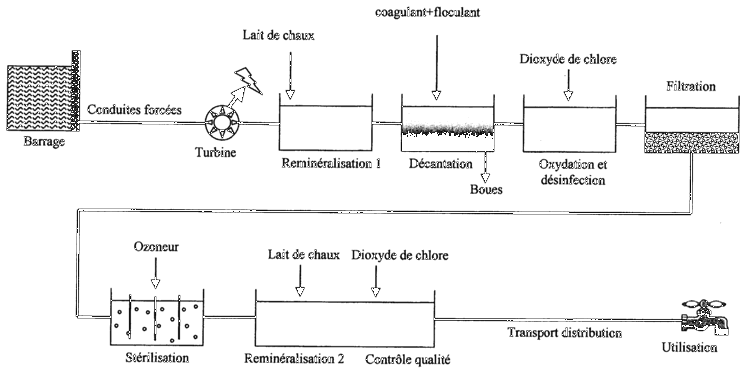 coagulant+floculant
Lait de chaux
Dioxyde de chlore
Filtration
Conduites forcées
Barrage
Turbine
Reminéralisation 1
Décantation
Oxydation et
désinfection
Boues
Ozoneur
Lait de chaux
Dioxyde de chlore
Transport distribution
Utilisation
Stérilisation
Reminéralisation 2
Contrôle qualité